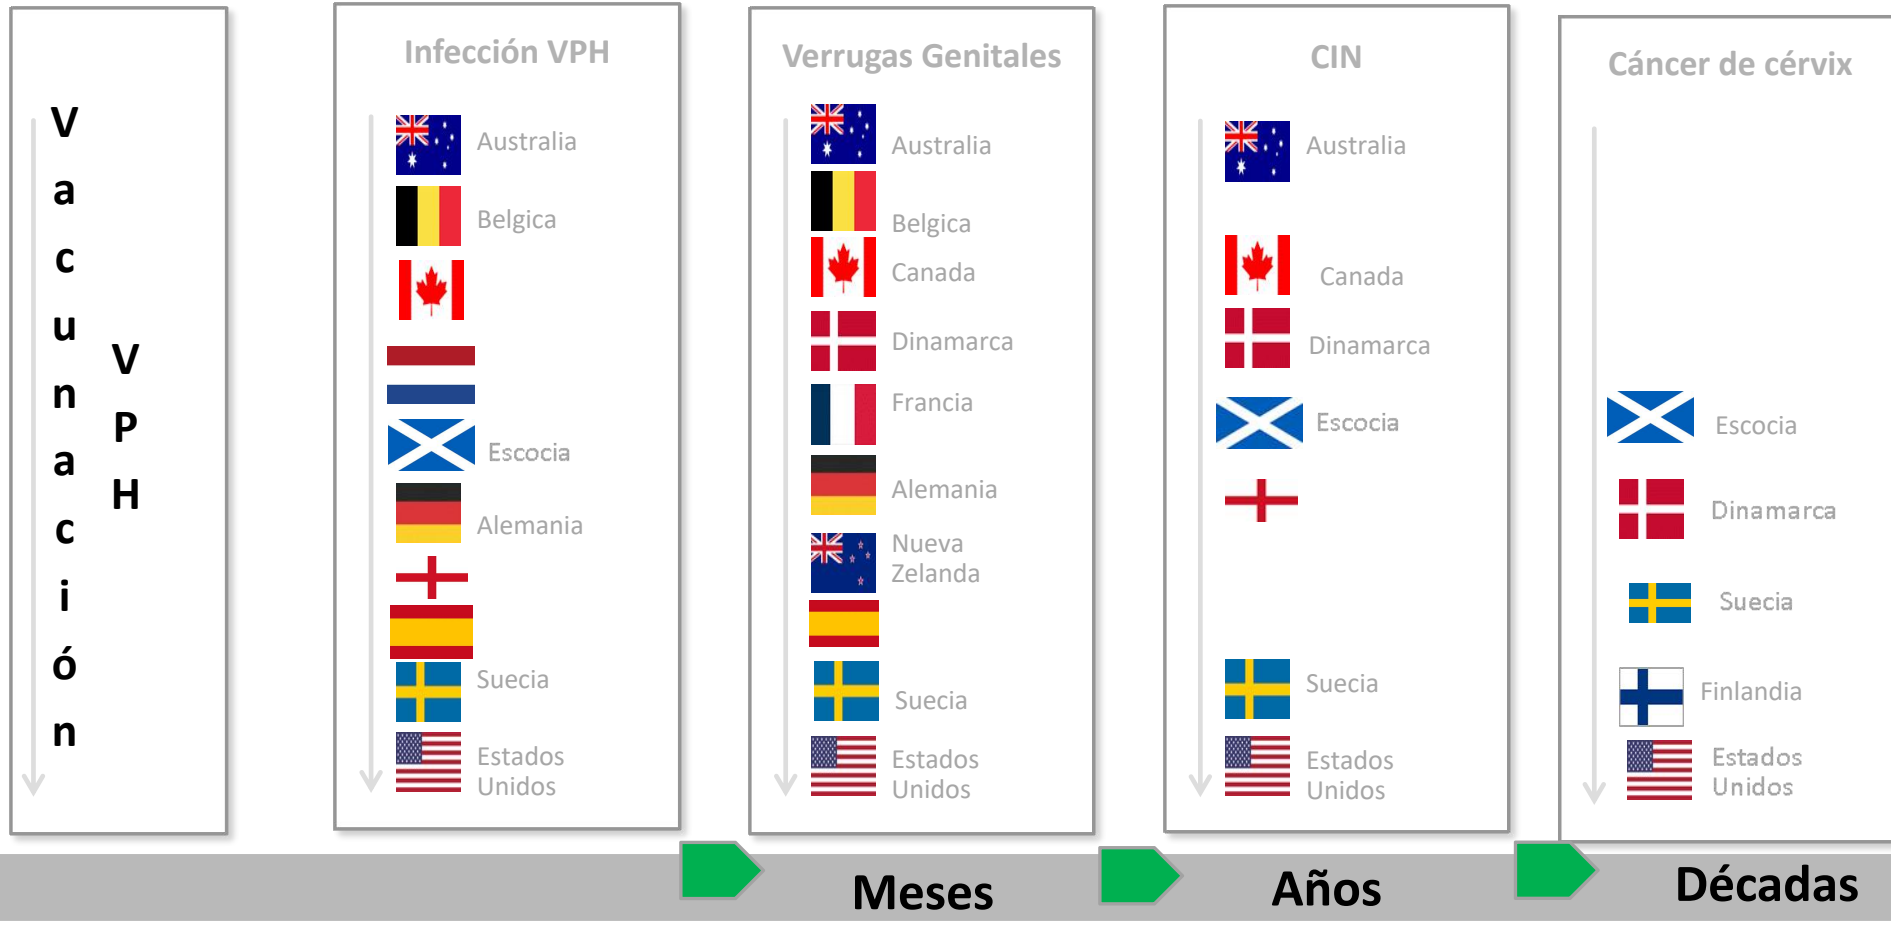 Vacunación
VPH
Infección VPH
Australia
Belgica
Escocia
Alemania
Suecia
Estados
Unidos
Verrugas Genitales
Australia
Belgica
Canada
Dinamarca
Francia
Alemania
Nueva
Zelanda
Suecia
Estados
Unidos
CIN
Australia
Canada
Dinamarca
Escocia
Suecia
Estados
Unidos
Cáncer de cérvix
Escocia
Dinamarca
Suecia
Finlandia
Estados
Unidos
Meses
Años
Décadas